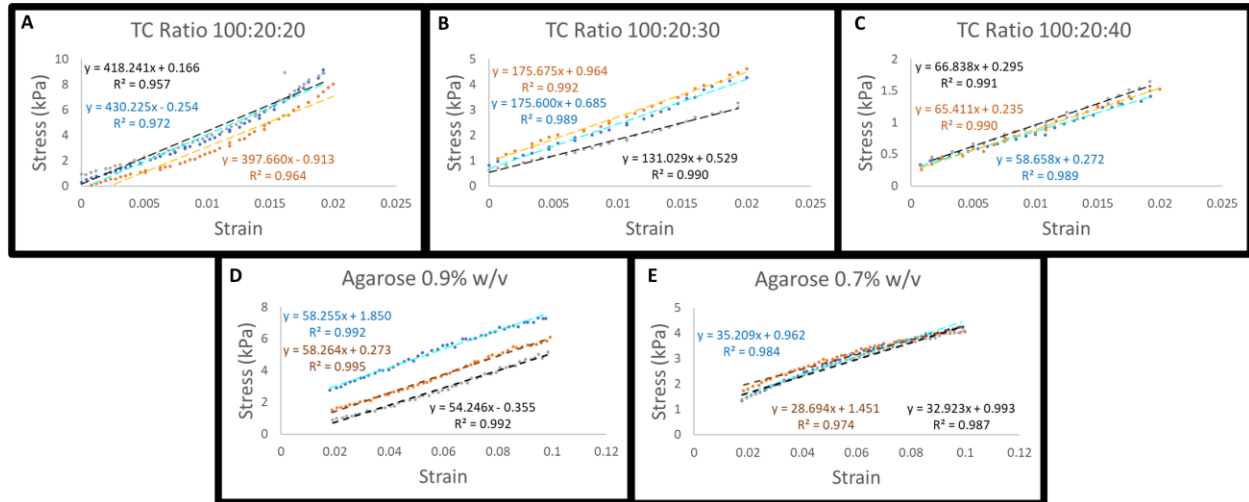 A
TC Ratio 100:20:20
y = 418.241x + 0.166
R² = 0.957
y = 430.225x - 0.254
R² = 0.972
y = 397.660x - 0.913
R² = 0.964
Stress (kPa)
10
8
6
4
2
0
0 0.005 0.01 0.015 0.02 0.025
Strain
B
TC Ratio 100:20:30
y = 175.675x + 0.964
R² = 0.992
y = 175.600x + 0.685
R² = 0.989
y = 131.029x + 0.529
R² = 0.990
Stress (kPa)
5
4
3
2
1
0
0 0.005 0.01 0.015 0.02 0.025
Strain
C
TC Ratio 100:20:40
y = 66.838x + 0.295
R² = 0.991
y = 65.411x + 0.235
R² = 0.990
y = 58.658x + 0.272
R² = 0.989
Stress (kPa)
2
1.5
1
0.5
0
0 0.005 0.01 0.015 0.02 0.025
Strain
D
Agarose 0.9% w/v
y = 58.255x + 1.850
R² = 0.992
y = 58.264x + 0.273
R² = 0.995
y = 54.246x - 0.355
R² = 0.992
Stress (kPa)
8
6
4
2
0
0 0.02 0.04 0.06 0.08 0.1 0.12
Strain
E
Agarose 0.7% w/v
y = 35.209x + 0.962
R² = 0.984
y = 28.694x + 1.451
R² = 0.974
y = 32.923x + 0.993
R² = 0.987
Stress (kPa)
5
4
3
2
1
0
0 0.02 0.04 0.06 0.08 0.1 0.12
Strain